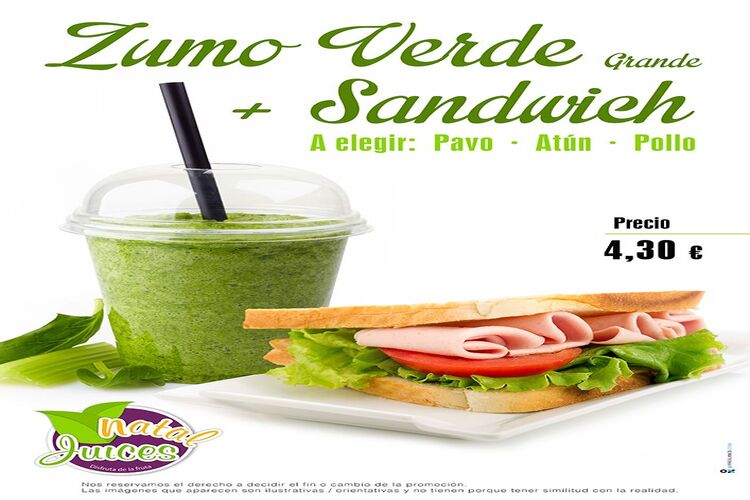 Zumo Verde Grande
+ Sandwich
A elegir: Pavo · Atún · Pollo
Precio
4,30 €
Natal
Juices
Disfruta de la fruta
Nos reservamos el derecho a decidir el fin o cambio de la promoción.
Las imágenes que aparecen son ilustrativas / orientativas y no tienen porque tener similitud con la realidad.